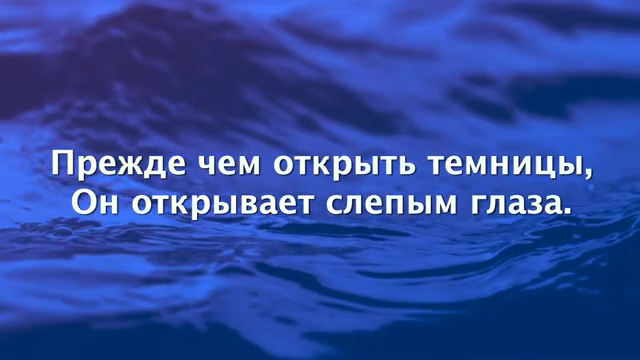 Прежде чем открыть темницы,
Он открывает слепым глаза.